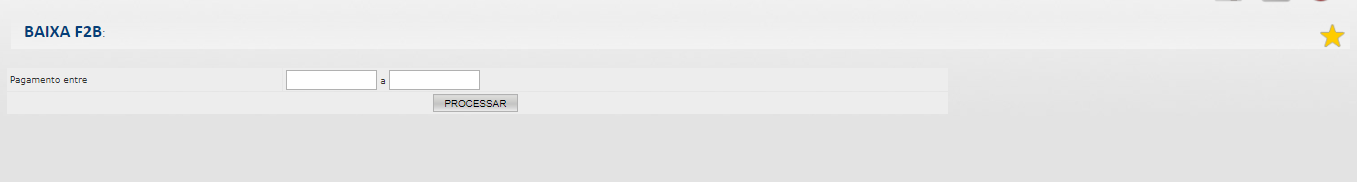 BAIXA F2B:
Pagamento entre a
PROCESSAR